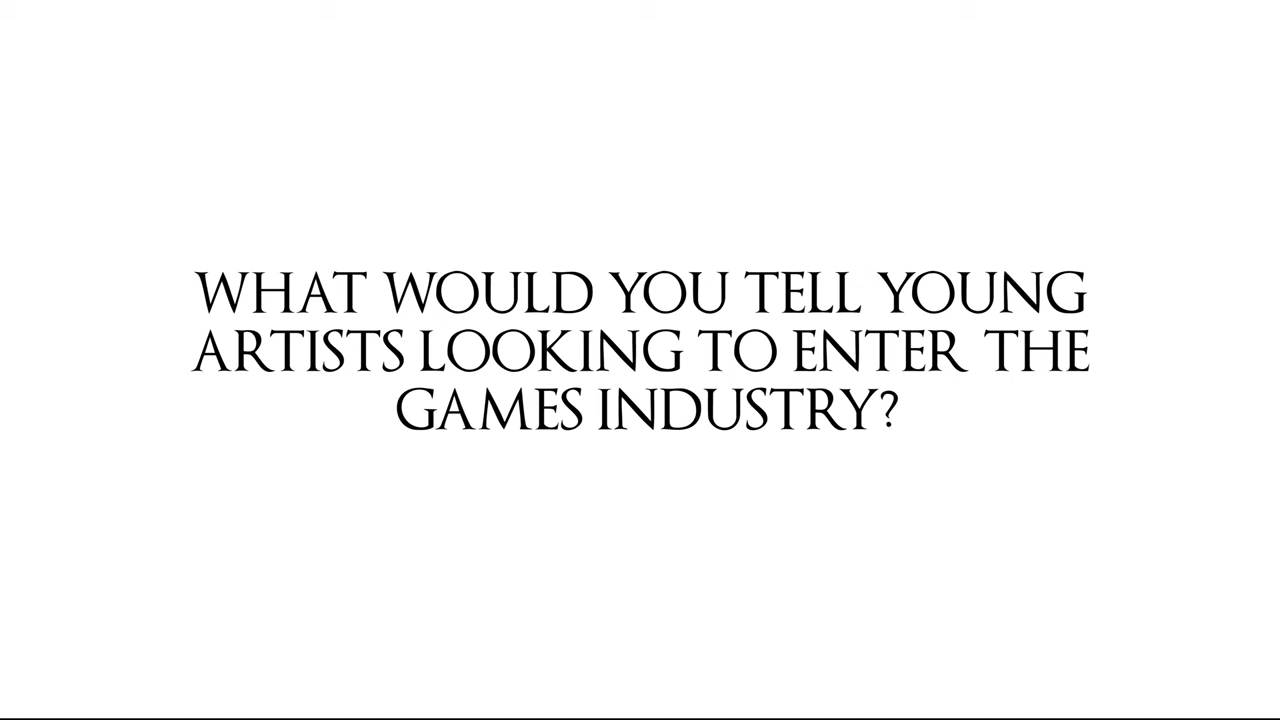 WHAT WOULD YOU TELL YOUNG
ARTISTS LOOKING TO ENTER THE
GAMES INDUSTRY?